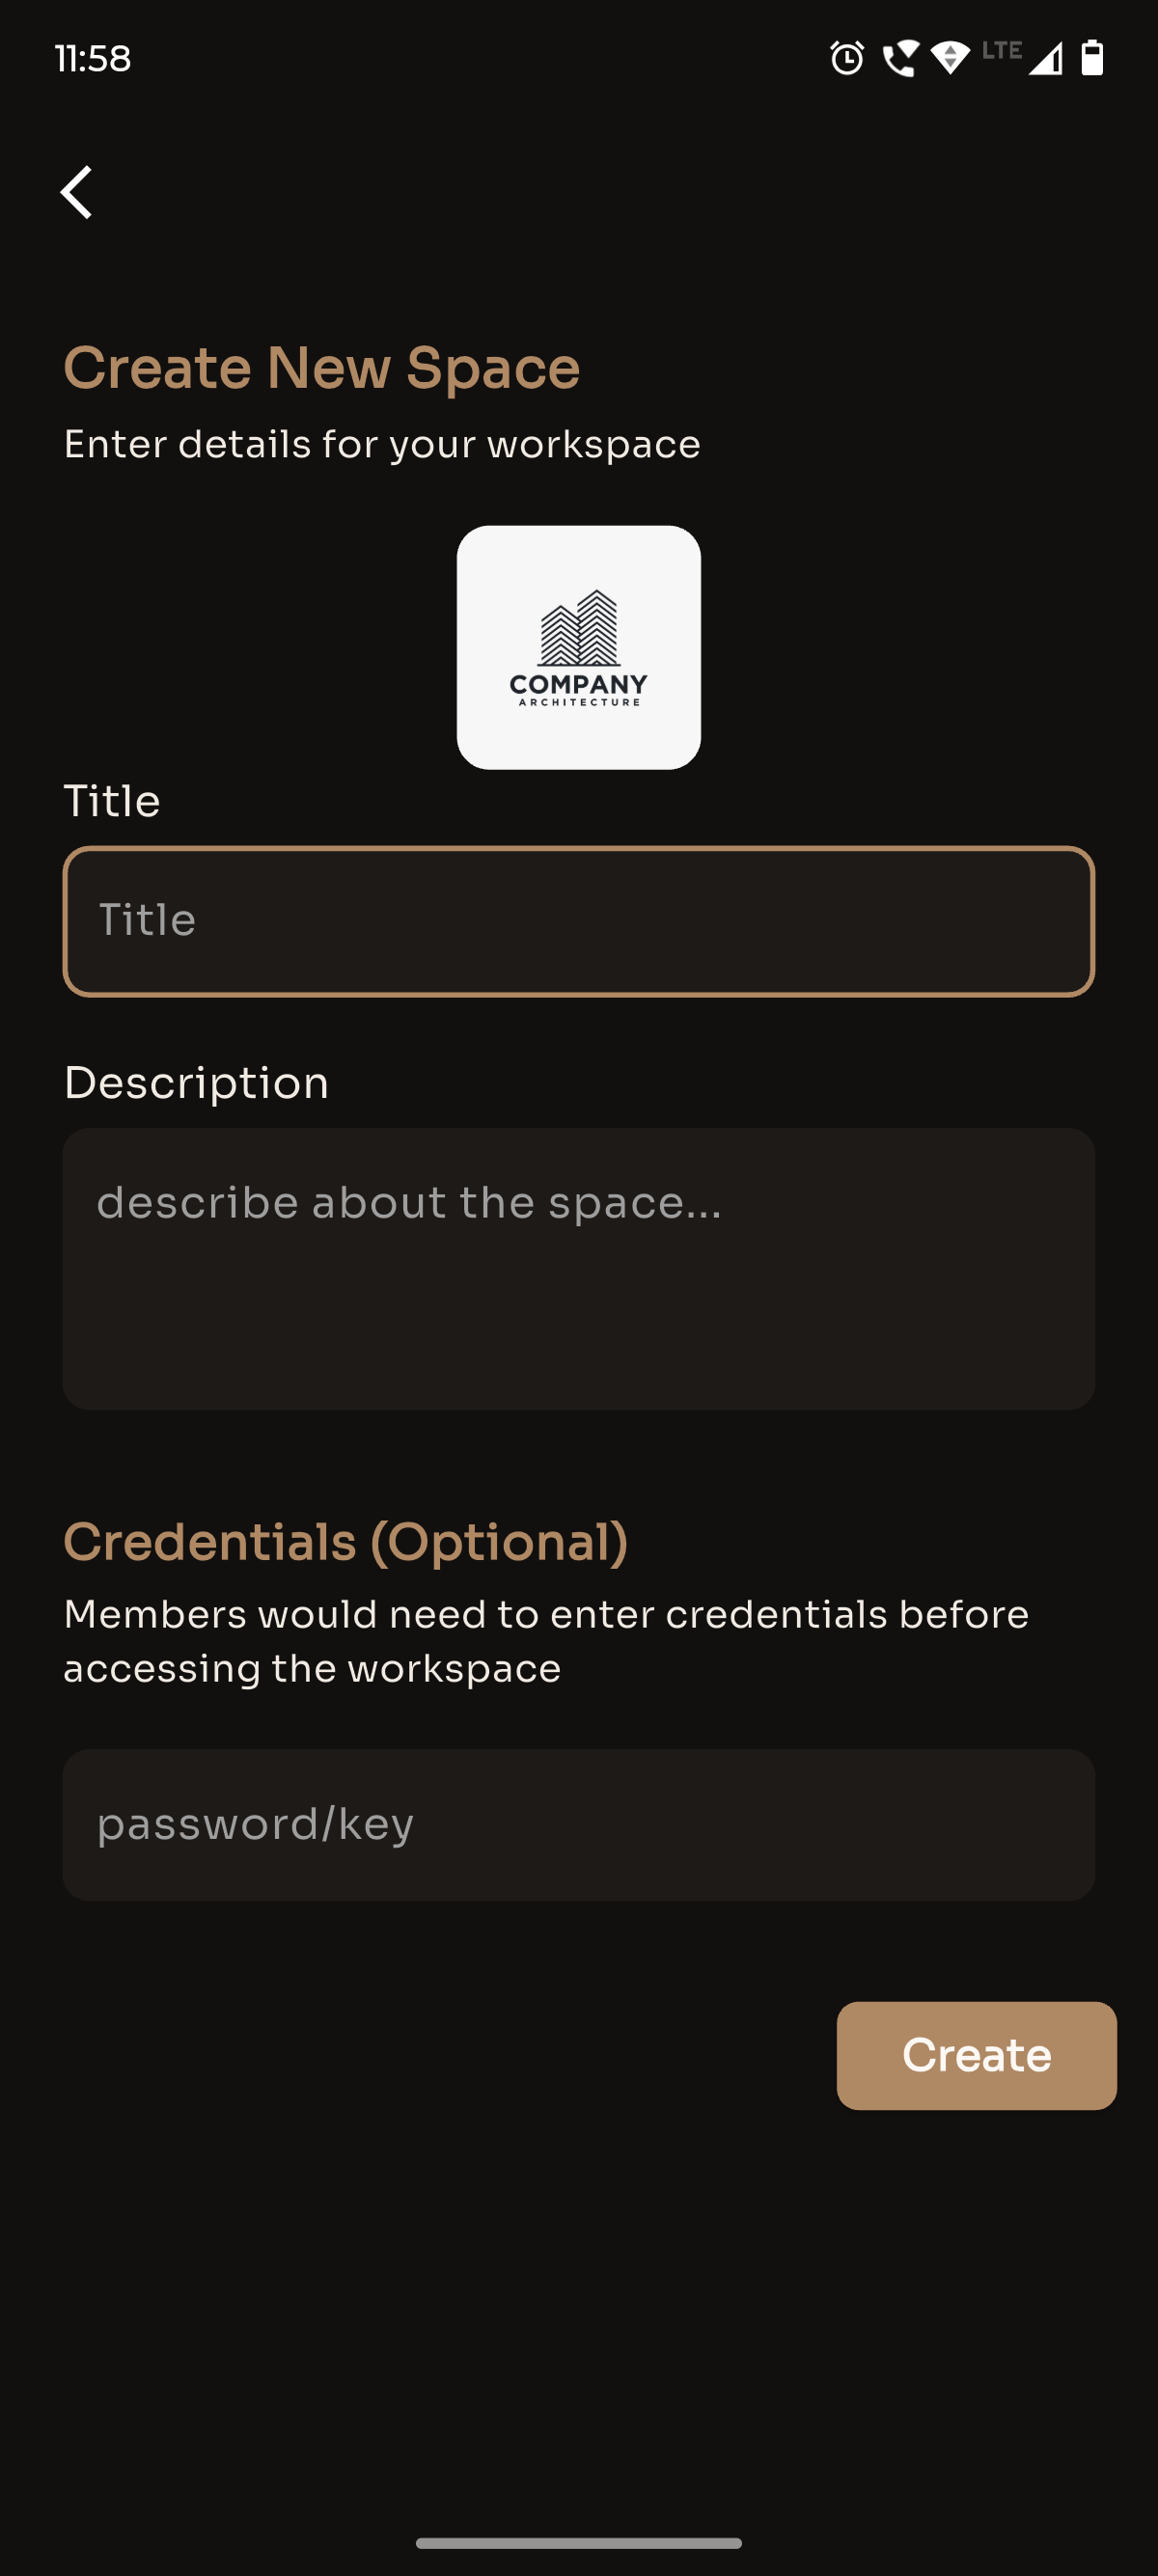 11:58
LTE
Create New Space
Enter details for your workspace
COMPANY
ARCHITECTURE
Title
Title
Description
describe about the space...
Credentials (Optional)
Members would need to enter credentials before
accessing the workspace
password/key
Create